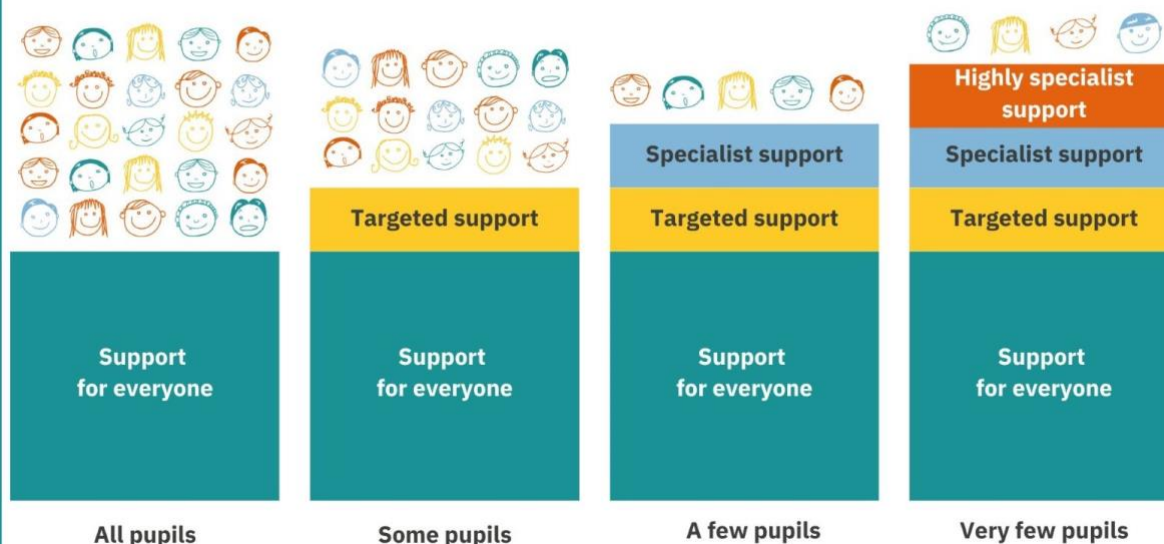 Support
for everyone
All pupils
Targeted support
Support
for everyone
Some pupils
Specialist support
Targeted support
Support
for everyone
A few pupils
Highly specialist
support
Specialist support
Targeted support
Support
for everyone
Very few pupils